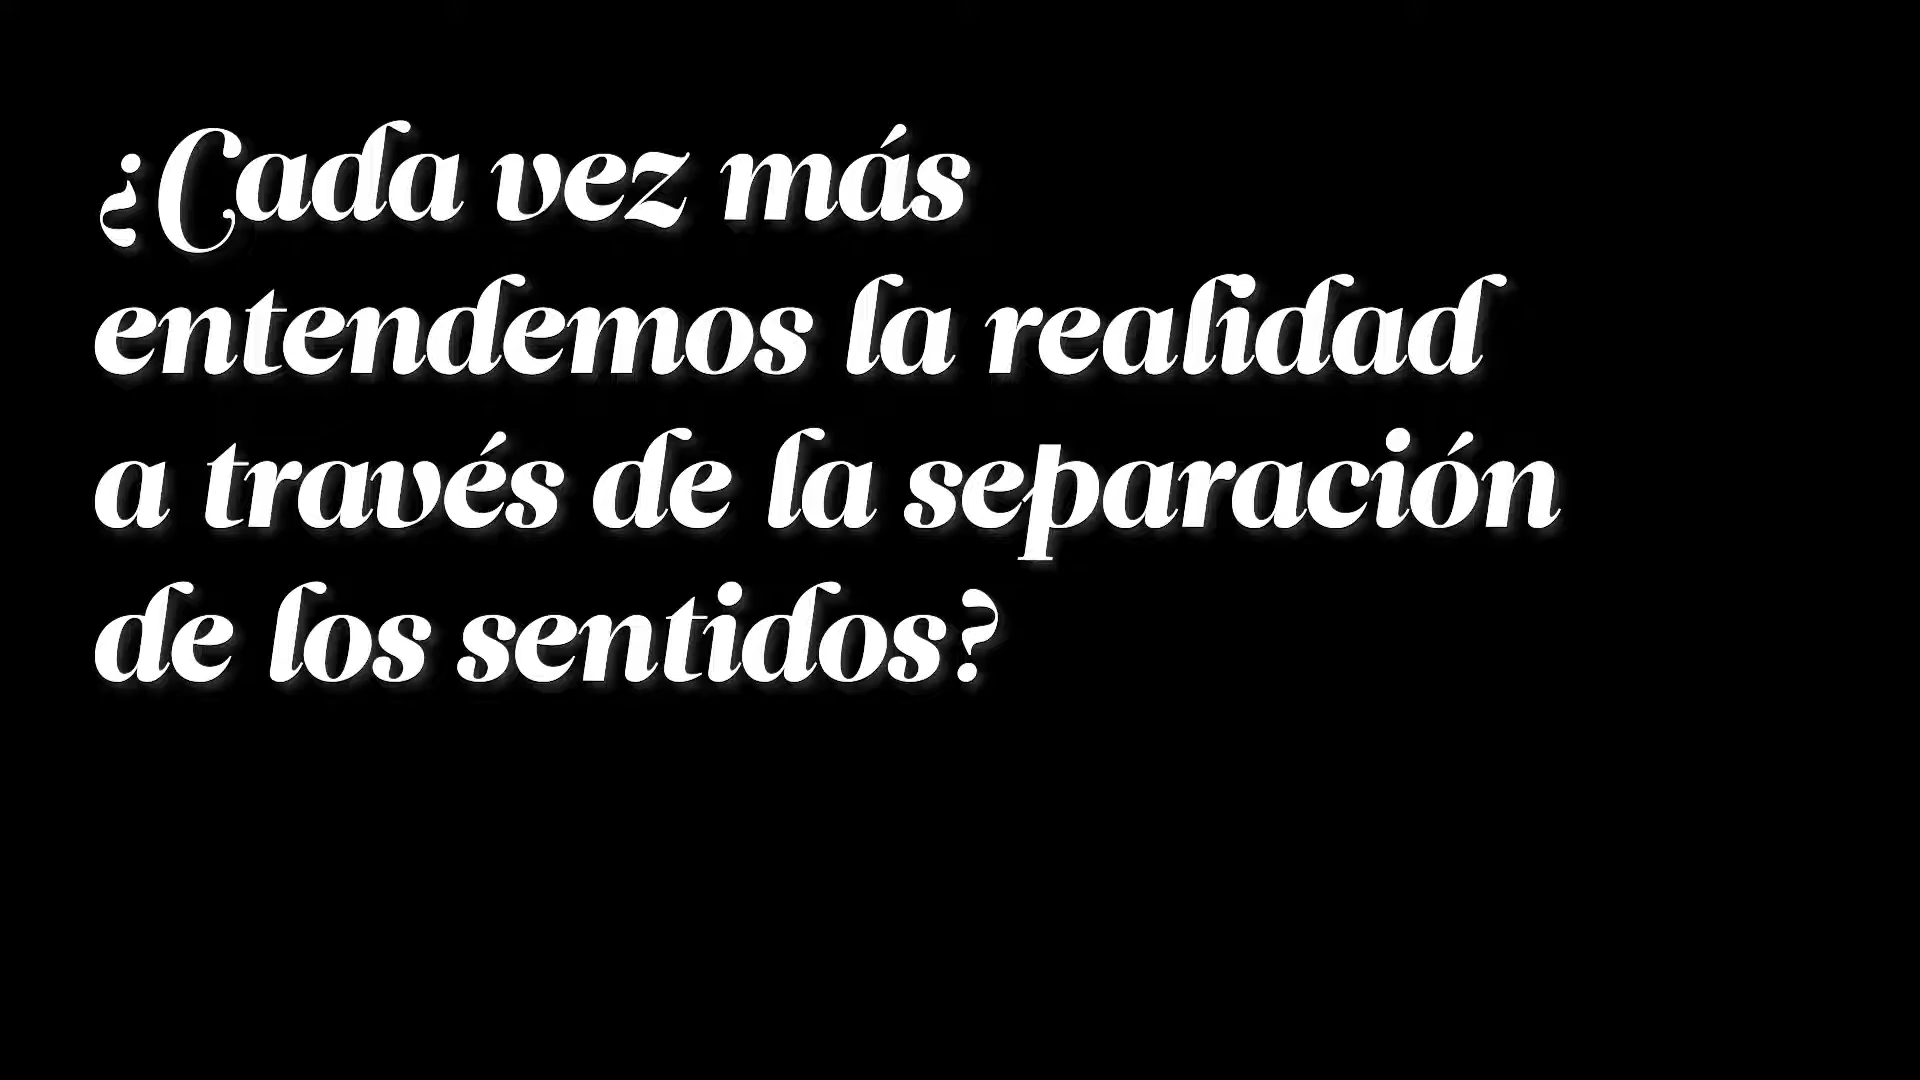 ¿Cada vez más
entendemos la realidad
a través de la separación
de los sentidos?